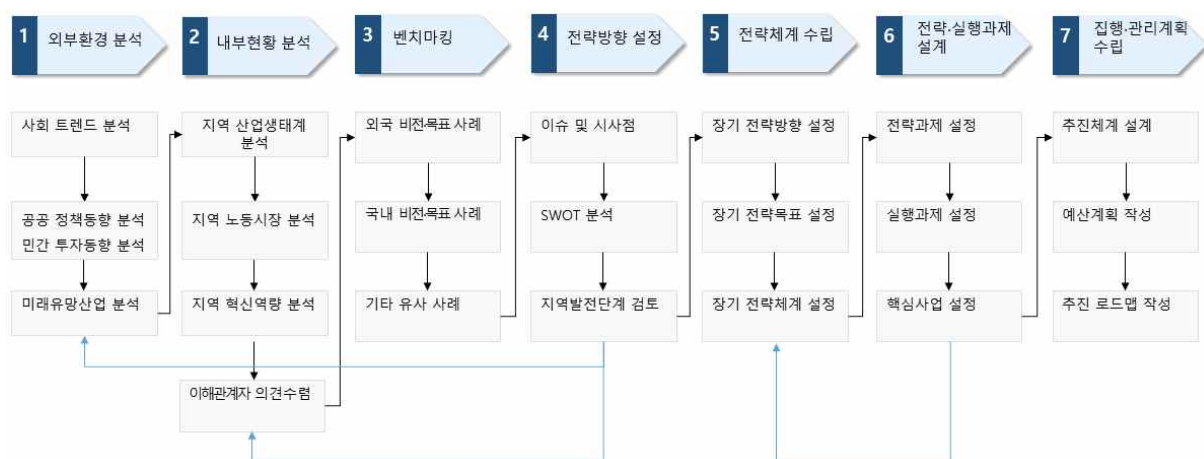 1 외부환경 분석
2 내부현황 분석
3 벤치마킹
4 전략방향 설정
5 전략체계 수립
6 전략·실행과제
설계
7 집행·관리계획
수립
사회 트렌드 분석
공공 정책동향 분석
민간 투자동향 분석
미래유망산업 분석
지역 산업생태계
분석
지역 노동시장 분석
지역 혁신역량 분석
이해관계자 의견수렴
외국 비전·목표 사례
국내 비전·목표 사례
기타 유사 사례
이슈 및 시사점
SWOT 분석
지역발전단계 검토
장기 전략방향 설정
장기 전략목표 설정
장기 전략체계 설정
전략과제 설정
실행과제 설정
핵심사업 설정
추진체계 설계
예산계획 작성
추진 로드맵 작성